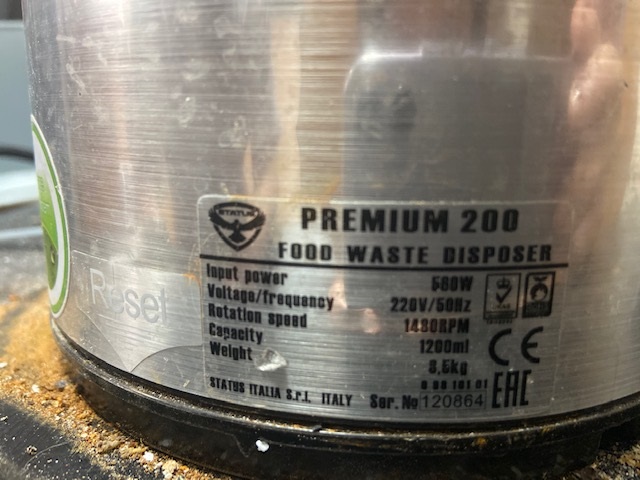 STATUS
PREMIUM 200
FOOD WASTE DISPOSER
Input power 560W
Voltage/frequency 220V/50Hz
Rotation speed 1480RPM
Capacity 1200ml
Weight 8,5kg
STATUS ITALIA S.r.l. ITALY Ser. № 120864
CE
EAC
Reset